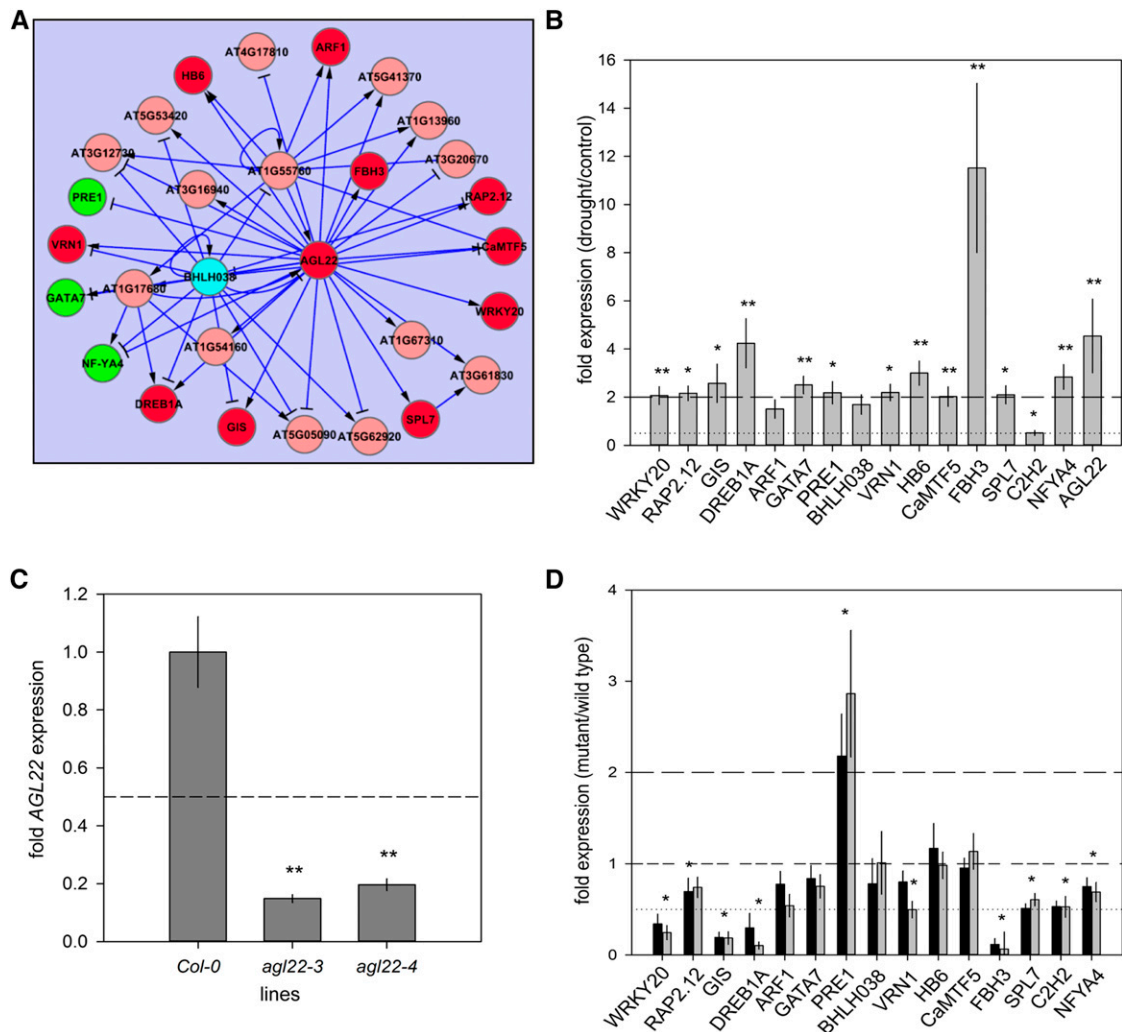 A
AT4G17810
ARF1
HB6
AT5G41370
AT5G53420
AT1G13960
AT3G12730
AT3G20670
AT1G55760
FBH3
PRE1
AT3G16940
RAP2.12
VRN1
CaMTF5
AGL22
BHLH038
GATA7
AT1G17680
WRKY20
NF-YA4
AT1G54160
AT1G67310
AT3G61830
DREB1A
GIS
SPL7
AT5G05090
AT5G62920
B
fold expression (drought/control)
16
14
12
10
8
6
4
2
0
** * * ** ** * * ** ** ** * * ** **
WRKY20
RAP2.12
GIS
DREB1A
ARF1
GATA7
PRE1
BHLH038
VRN1
HB6
CaMTF5
FBH3
SPL7
C2H2
NFYA4
AGL22
C
fold AGL22 expression
1.2
1.0
0.8
0.6
0.4
0.2
0.0
** **
Col-0 agl22-3 agl22-4
lines
D
fold expression (mutant/wild type)
4
3
2
1
0
* * * * * * * * * *
WRKY20
RAP2.12
GIS
DREB1A
ARF1
GATA7
PRE1
BHLH038
VRN1
HB6
CaMTF5
FBH3
SPL7
C2H2
NFYA4